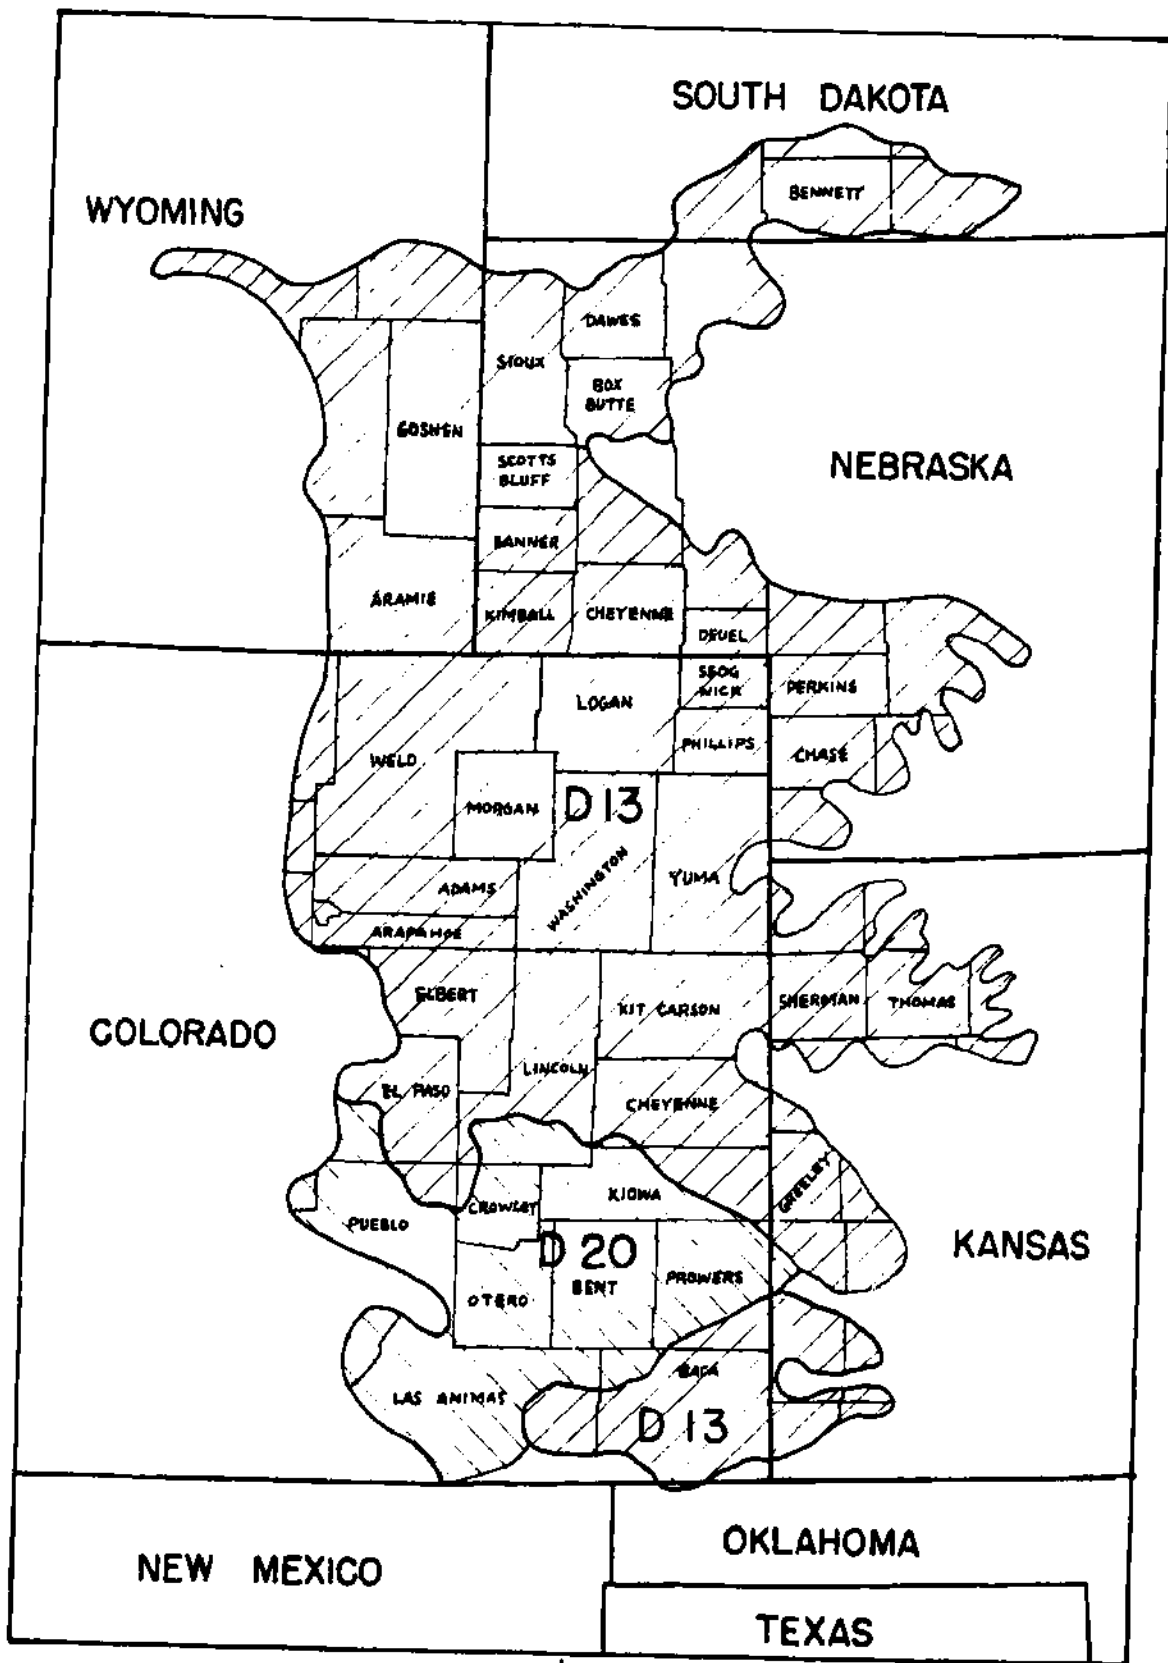 SOUTH DAKOTA
BENNETT
WYOMING
DAWES
SIOUX
BOX
BUTTE
GOSHEN
SCOTTS
BLUFF
NEBRASKA
BANNER
ARAMIE
KIMBALL
CHEYENNE
DEUEL
SEDG
WICK
PERKINS
LOGAN
PHILLIPS
WELD
CHASE
MORGAN
D 13
WASHINGTON
YUMA
ADAMS
ARAPAHOE
ELBERT
KIT CARSON
SHERMAN
THOMAS
COLORADO
LINCOLN
EL PASO
CHEYENNE
GREELEY
KIOWA
CROWLEY
PUEBLO
KANSAS
D 20
BENT
PROWERS
OTERO
BACA
LAS ANIMAS
D 13
OKLAHOMA
NEW MEXICO
TEXAS